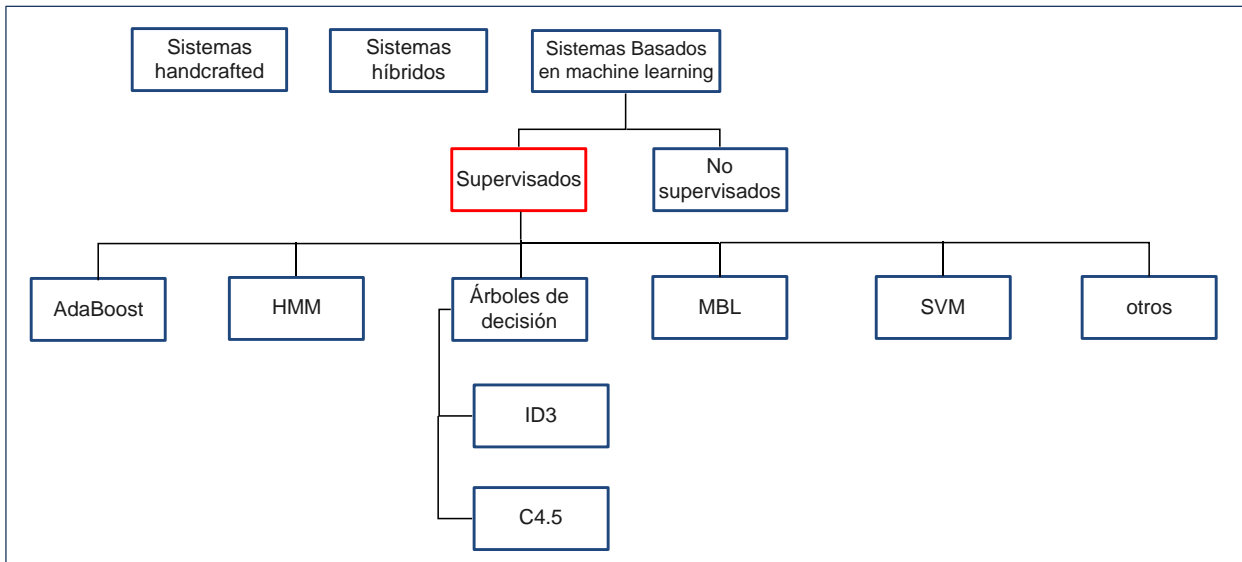 Sistemas
handcrafted
Sistemas
híbridos
Sistemas Basados
en machine learning
Supervisados
No
supervisados
AdaBoost
HMM
Árboles de
decisión
MBL
SVM
otros
ID3
C4.5